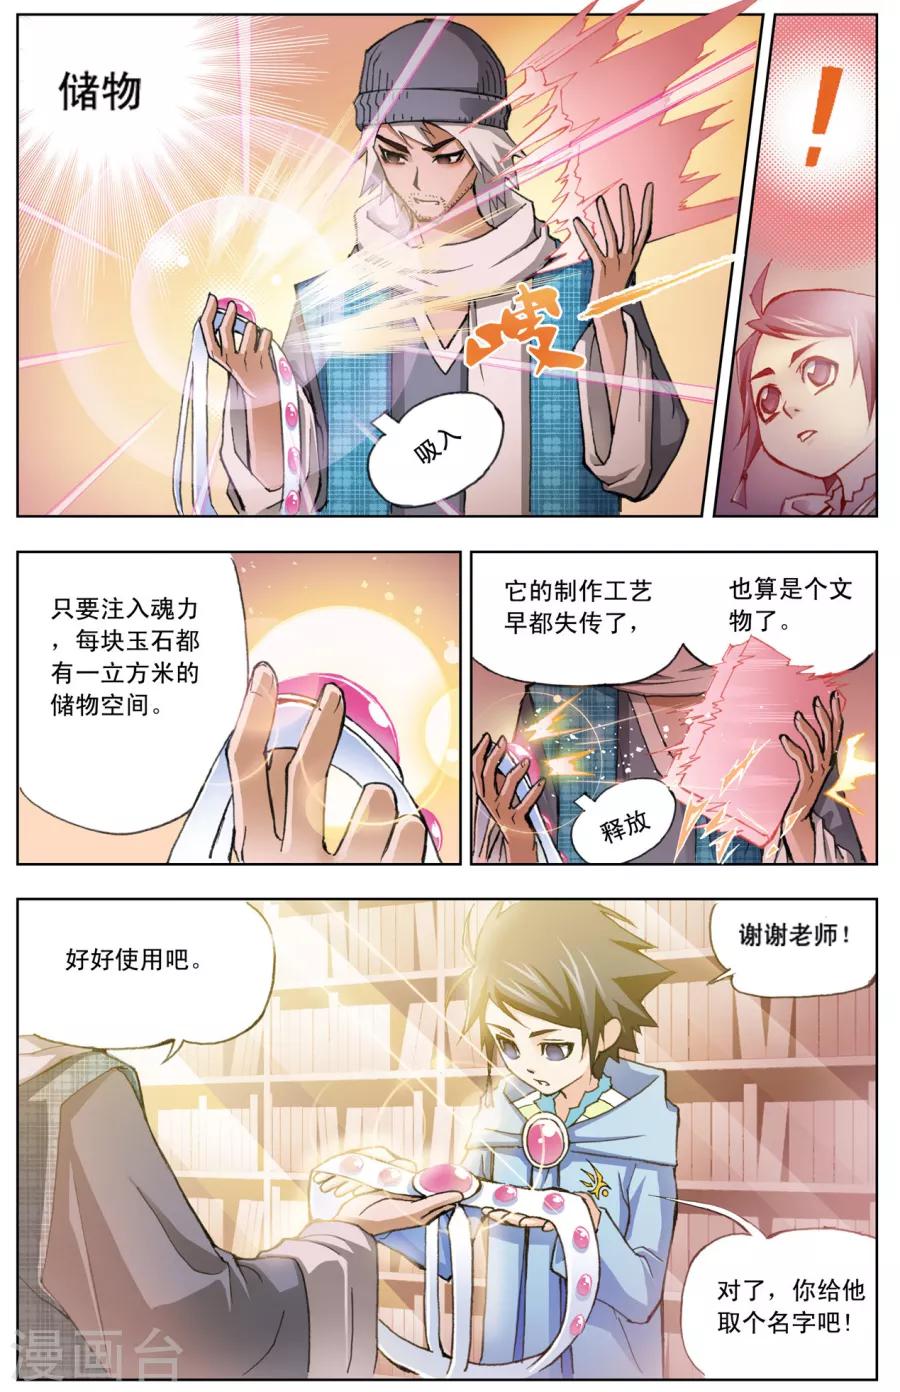 储物
!
嗖
吸入
只要注入魂力
，每块玉石都
有一立方米的
储物空间。
它的制作工艺
早都失传了，
也算是个文
物了。
释放
好好使用吧。
谢谢老师！
对了，你给他
取个名字吧！
漫画台